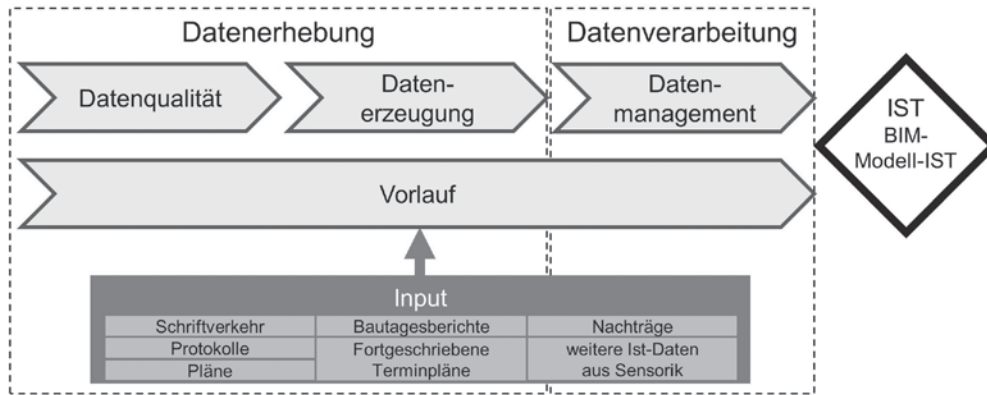 Datenerhebung
Datenverarbeitung
Datenqualität
Daten-
erzeugung
Daten-
management
IST
BIM-
Modell-IST
Vorlauf
Input
Schriftverkehr
Protokolle
Pläne
Bautagesberichte
Fortgeschriebene
Terminpläne
Nachträge
weitere Ist-Daten
aus Sensorik